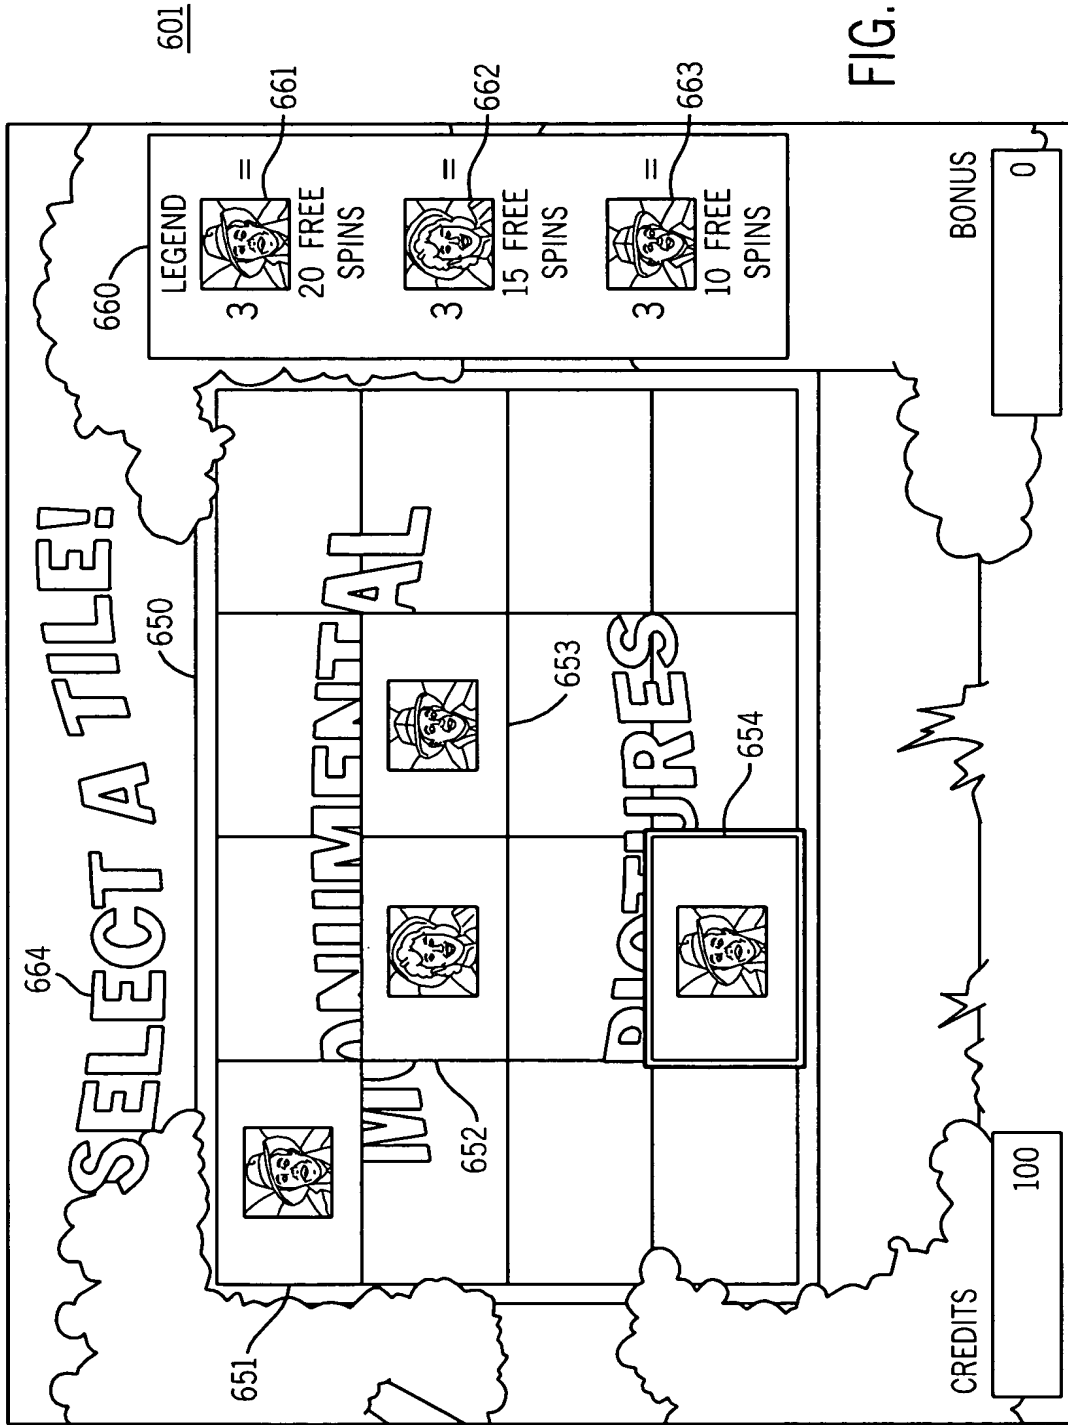 601
SELECT A TILE!
664
650
660
LEGEND
3 =
661
20 FREE
SPINS
3 =
662
15 FREE
SPINS
3 =
663
10 FREE
SPINS
651
652
653
654
MONUMENTAL
PICTURES
CREDITS
100
BONUS
0
FIG.